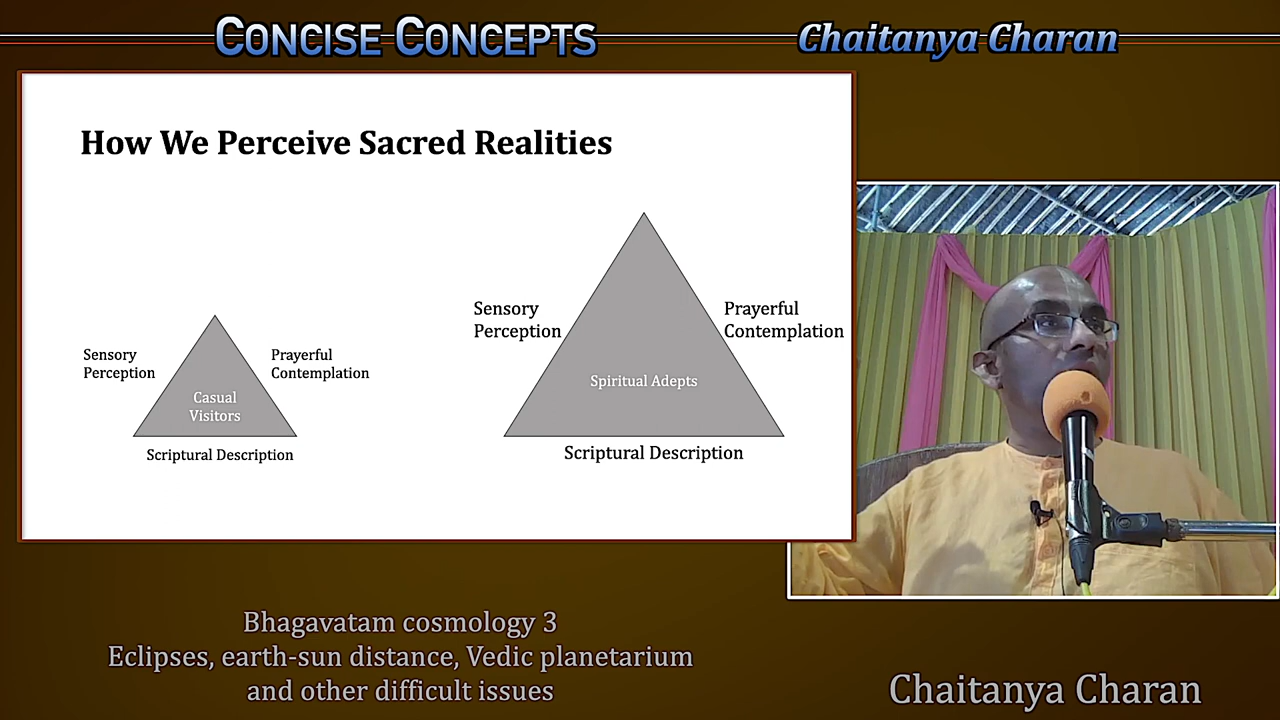 Concise Concepts
Chaitanya Charan
How We Perceive Sacred Realities
Sensory
Perception
Prayerful
Contemplation
Casual
Visitors
Scriptural Description
Sensory
Perception
Prayerful
Contemplation
Spiritual Adepts
Scriptural Description
Bhagavatam cosmology 3
Eclipses, earth-sun distance, Vedic planetarium
and other difficult issues
Chaitanya Charan